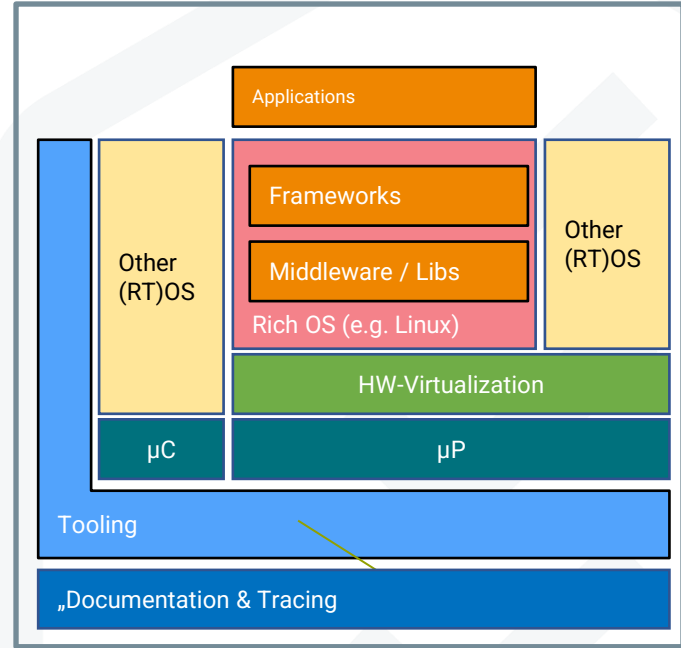 Applications
Frameworks
Other
(RT)OS
Middleware / Libs
Other
(RT)OS
Rich OS (e.g. Linux)
HW-Virtualization
µC
µP
Tooling
„Documentation & Tracing